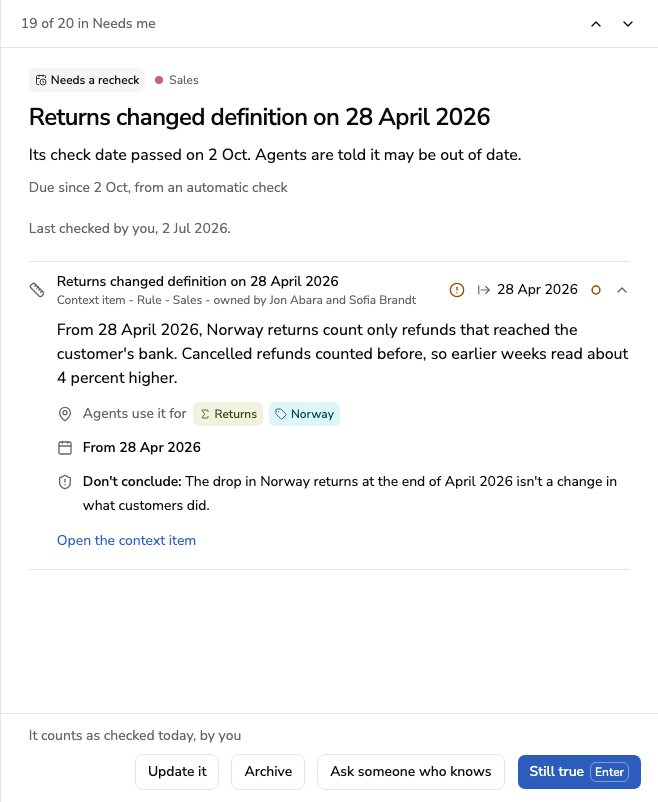 19 of 20 in Needs me
Needs a recheck
Sales
Returns changed definition on 28 April 2026
Its check date passed on 2 Oct. Agents are told it may be out of date.
Due since 2 Oct, from an automatic check
Last checked by you, 2 Jul 2026.
Returns changed definition on 28 April 2026
Context item - Rule - Sales - owned by Jon Abara and Sofia Brandt
28 Apr 2026
From 28 April 2026, Norway returns count only refunds that reached the
customer's bank. Cancelled refunds counted before, so earlier weeks read about
4 percent higher.
Agents use it for Returns Norway
From 28 Apr 2026
Don't conclude: The drop in Norway returns at the end of April 2026 isn't a change in
what customers did.
Open the context item
It counts as checked today, by you
Update it Archive Ask someone who knows Still true Enter